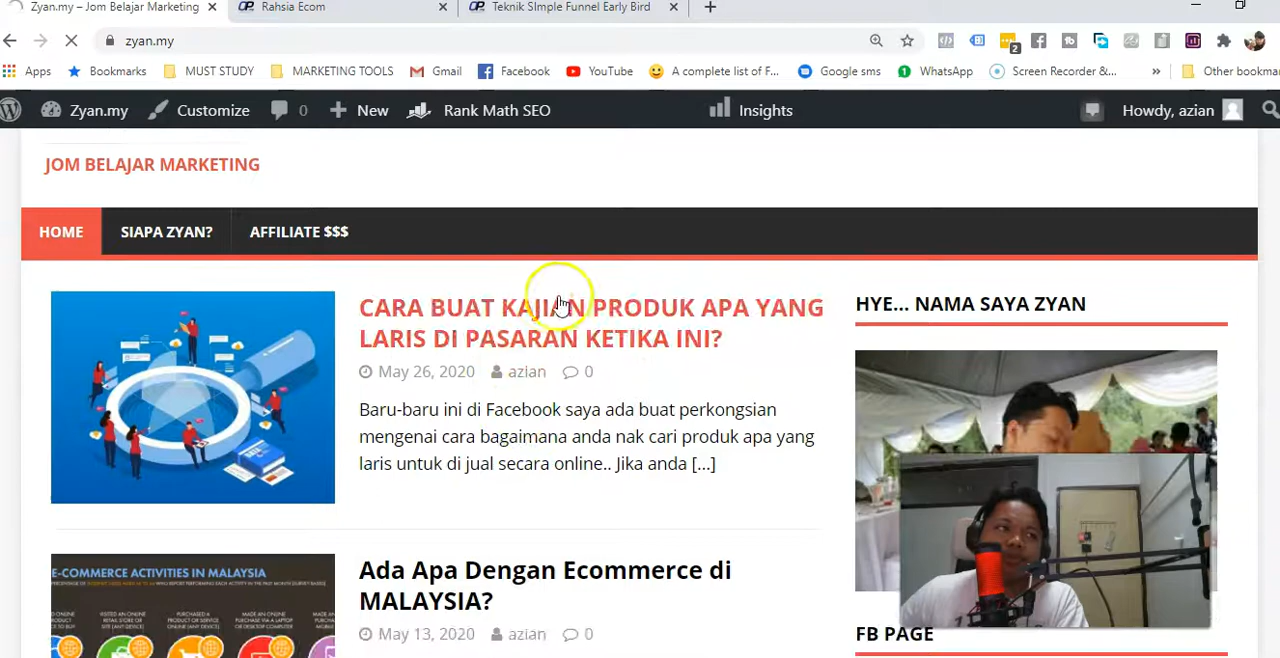 Zyan.my – Jom Belajar Marketing
Rahsia Ecom
Teknik SImple Funnel Early Bird
zyan.my
2
Apps
Bookmarks
MUST STUDY
MARKETING TOOLS
Gmail
Facebook
YouTube
A complete list of F...
Google sms
WhatsApp
Screen Recorder &...
»
Other bookma
Zyan.my
Customize
0
New
Rank Math SEO
Insights
Howdy, azian
JOM BELAJAR MARKETING
HOME
SIAPA ZYAN?
AFFILIATE $$$
CARA BUAT KAJIAN PRODUK APA YANG
LARIS DI PASARAN KETIKA INI?
May 26, 2020 azian 0
Baru-baru ini di Facebook saya ada buat perkongsian
mengenai cara bagaimana anda nak cari produk apa yang
laris untuk di jual secara online.. Jika anda [...]
HYE... NAMA SAYA ZYAN
E-COMMERCE ACTIVITIES IN MALAYSIA
Ada Apa Dengan Ecommerce di
MALAYSIA?
May 13, 2020 azian 0
FB PAGE